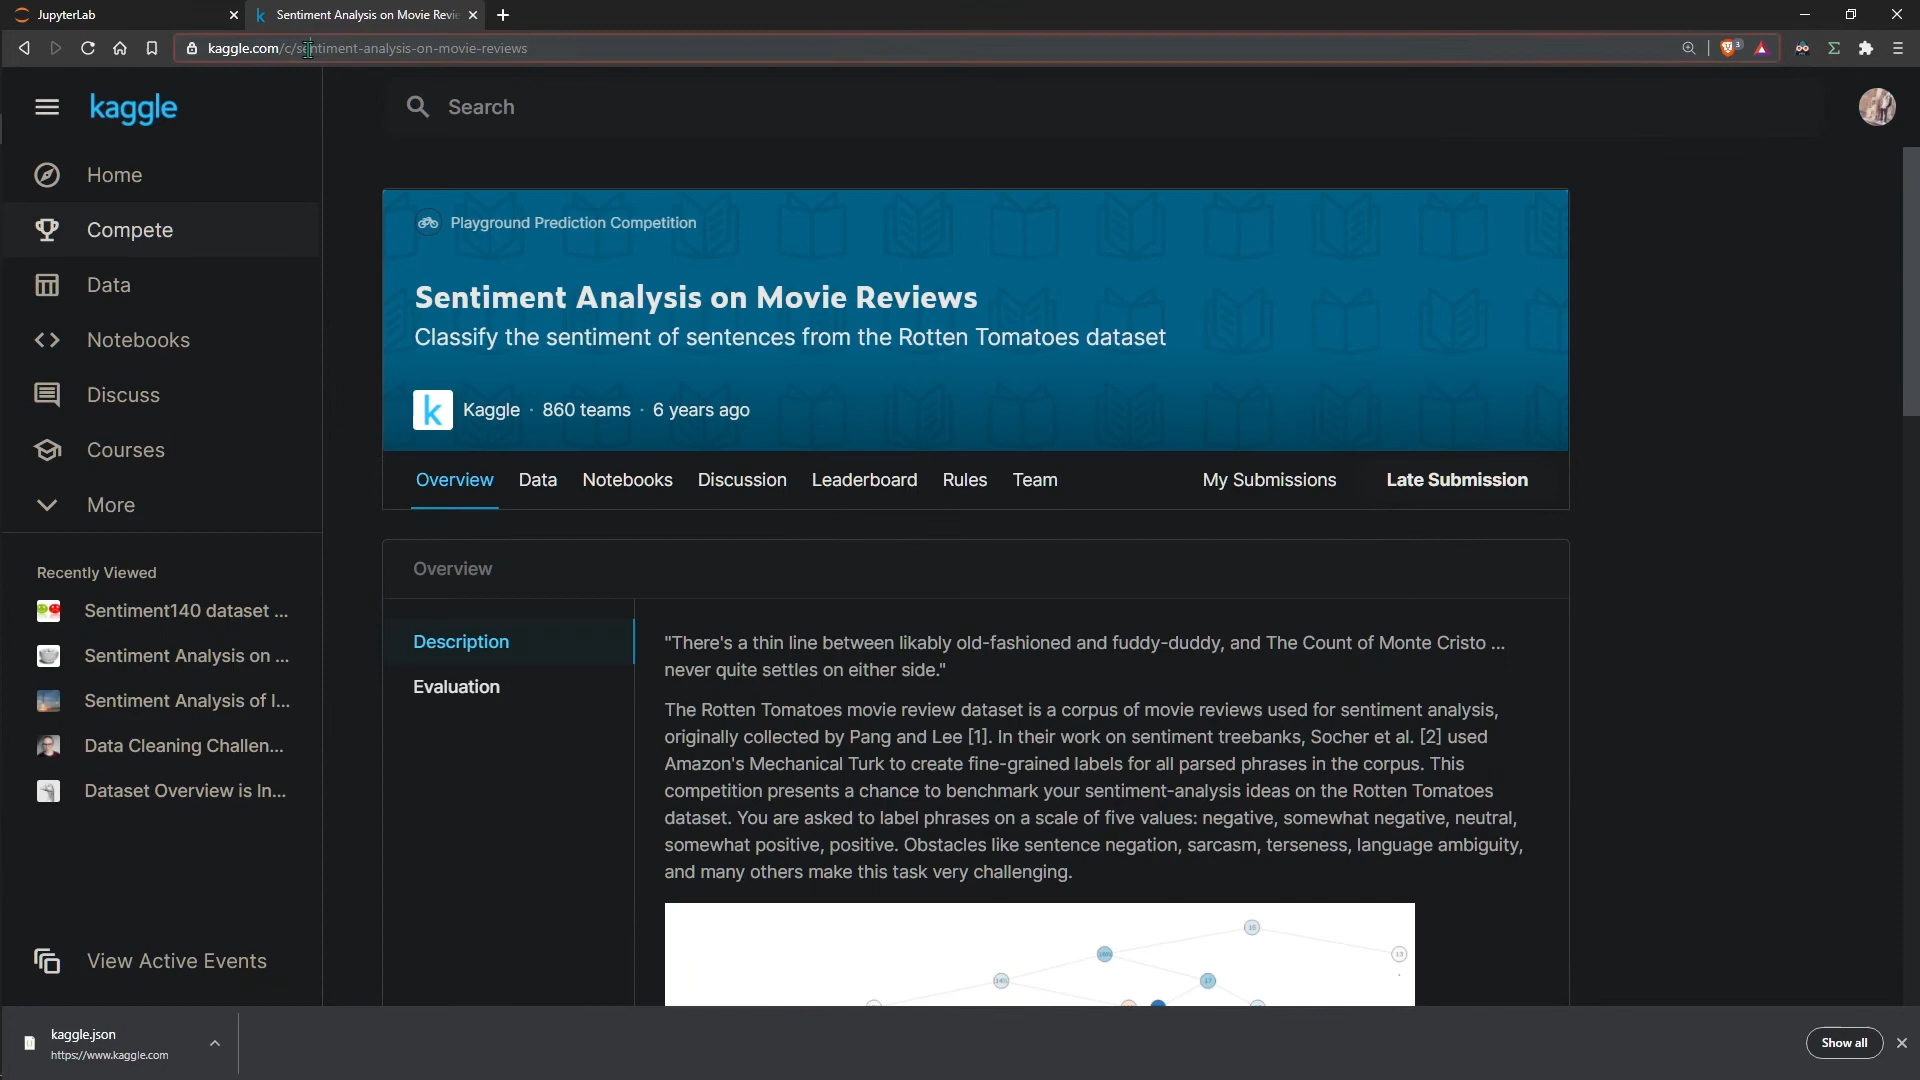 JupyterLab
Sentiment Analysis on Movie Revie
kaggle.com/c/sentiment-analysis-on-movie-reviews
3
kaggle
Search
Home
Compete
Data
Notebooks
Discuss
Courses
More
Recently Viewed
Sentiment140 dataset ...
Sentiment Analysis on ...
Sentiment Analysis of I...
Data Cleaning Challen...
Dataset Overview is In...
View Active Events
Playground Prediction Competition
Sentiment Analysis on Movie Reviews
Classify the sentiment of sentences from the Rotten Tomatoes dataset
k
Kaggle · 860 teams · 6 years ago
Overview Data Notebooks Discussion Leaderboard Rules Team My Submissions Late Submission
Overview
Description
Evaluation
"There's a thin line between likably old-fashioned and fuddy-duddy, and The Count of Monte Cristo ...
never quite settles on either side."
The Rotten Tomatoes movie review dataset is a corpus of movie reviews used for sentiment analysis,
originally collected by Pang and Lee [1]. In their work on sentiment treebanks, Socher et al. [2] used
Amazon's Mechanical Turk to create fine-grained labels for all parsed phrases in the corpus. This
competition presents a chance to benchmark your sentiment-analysis ideas on the Rotten Tomatoes
dataset. You are asked to label phrases on a scale of five values: negative, somewhat negative, neutral,
somewhat positive, positive. Obstacles like sentence negation, sarcasm, terseness, language ambiguity,
and many others make this task very challenging.
13
17
kaggle.json
https://www.kaggle.com
Show all